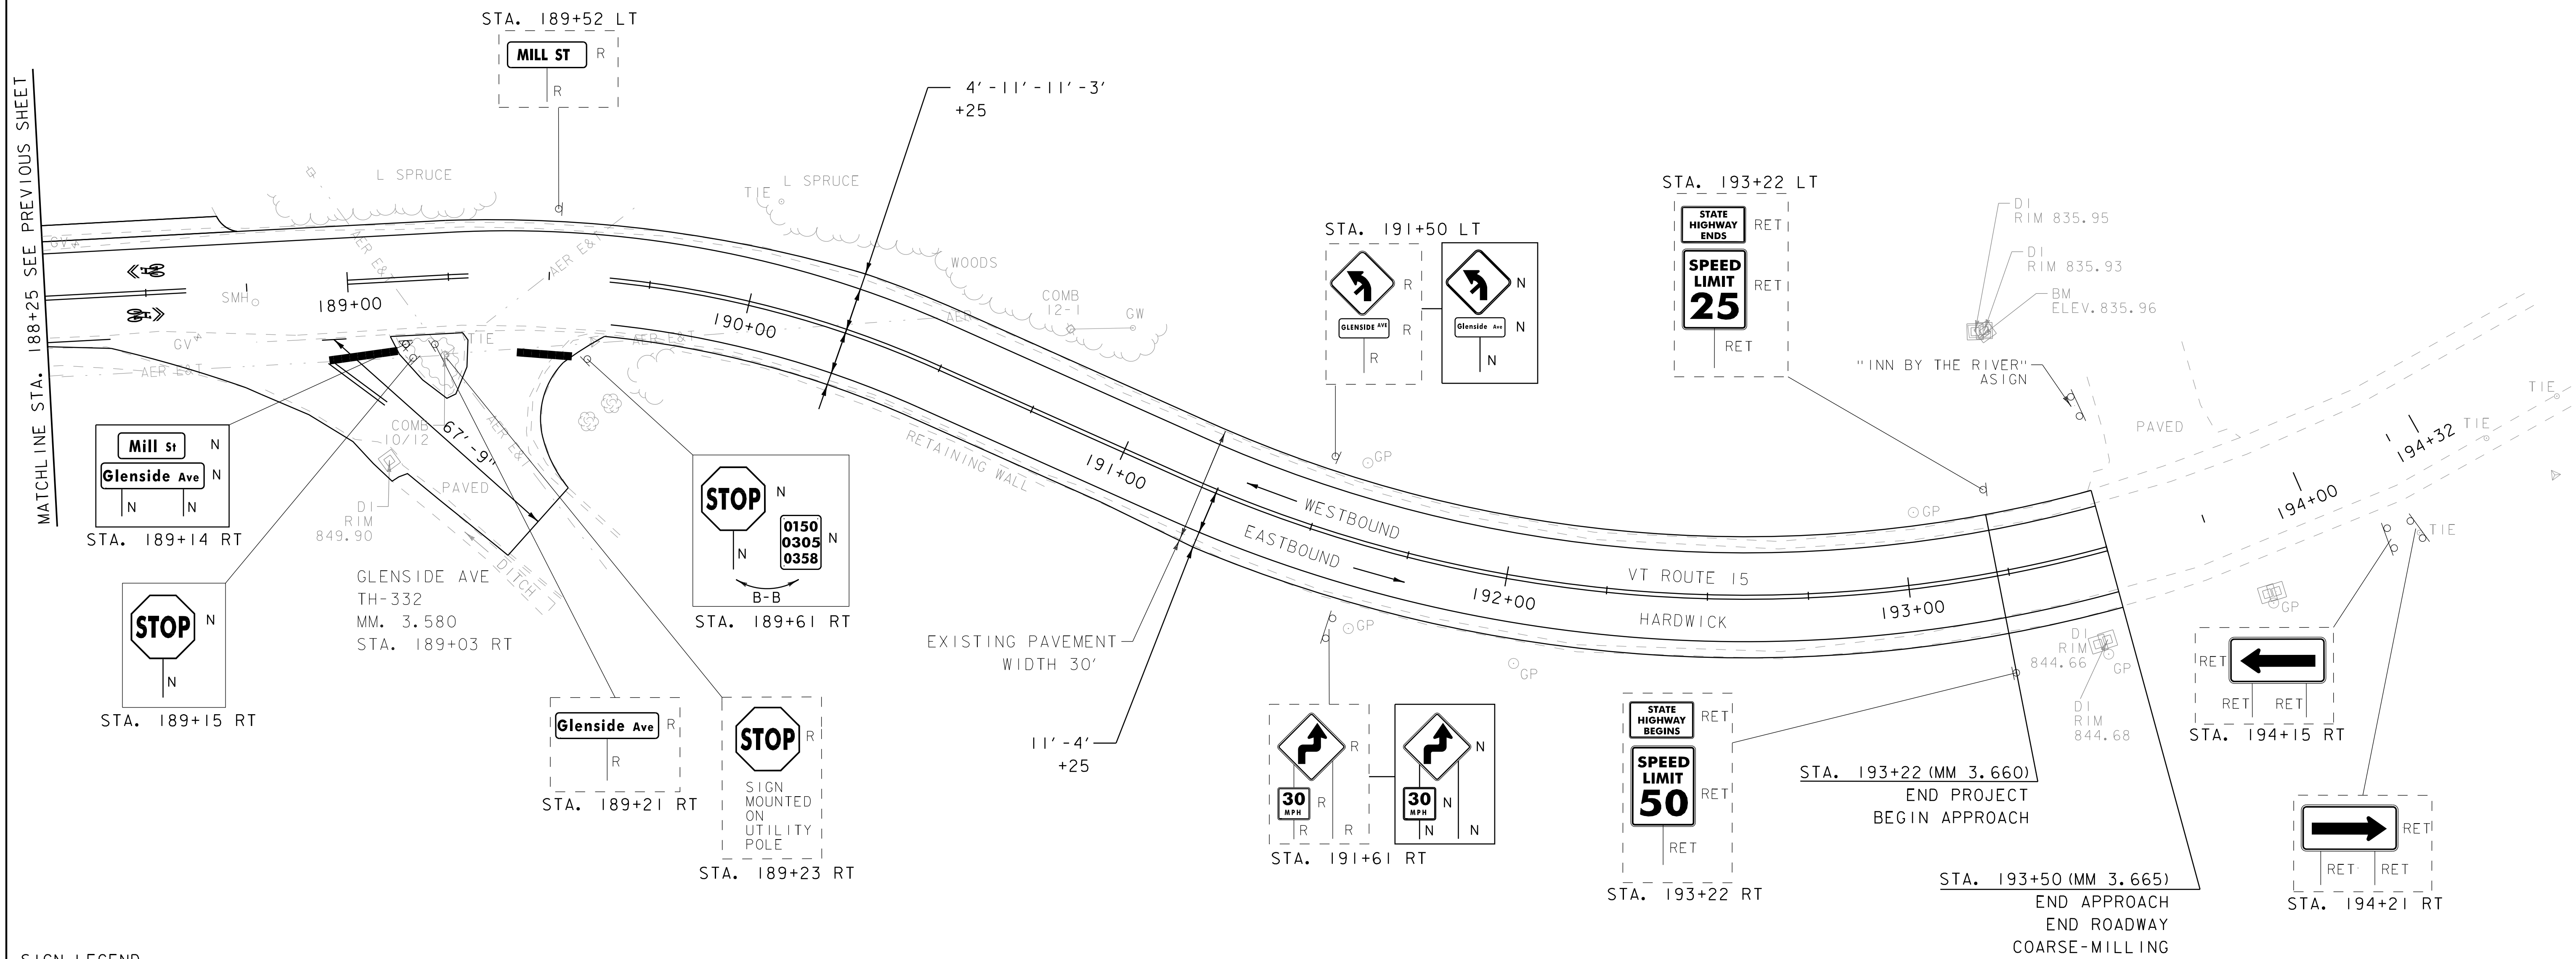 MATCHLINE STA. 188+25 SEE PREVIOUS SHEET
STA. 189+52 LT
MILL ST R
R
4'-11'-11'-3'
+25
L SPRUCE
TIE
L SPRUCE
GV
AER E&T
AER E&T
SMH
189+00
190+00
WOODS
COMB
12-1
GW
AER
GV
TIE
AER E&T
AER E&T
RETAINING WALL
191+00
STA. 191+50 LT
R
GLENSIDE AVE R
R
N
Glenside Ave N
N
GP
STA. 193+22 LT
STATE
HIGHWAY
ENDS
RET
SPEED
LIMIT
25
RET
RET
DI
RIM 835.95
DI
RIM 835.93
BM
ELEV.835.96
"INN BY THE RIVER"
ASIGN
PAVED
TIE
TIE
194+32
194+00
GP
WESTBOUND
EASTBOUND
VT ROUTE 15
HARDWICK
192+00
193+00
Mill St N
Glenside Ave N
N N
STA. 189+14 RT
COMB
10/12
AER E&T
67'-9"
PAVED
DI
RIM
849.90
DITCH
STOP N
N
STA. 189+15 RT
GLENSIDE AVE
TH-332
MM. 3.580
STA. 189+03 RT
STOP N
N
0150
0305
0358
N
B-B
STA. 189+61 RT
Glenside Ave R
R
STA. 189+21 RT
STOP R
SIGN
MOUNTED
ON
UTILITY
POLE
STA. 189+23 RT
EXISTING PAVEMENT
WIDTH 30'
11'-4'
+25
GP
GP
R
30
MPH
R
R R
N
30
MPH
N
N N
STA. 191+61 RT
STATE
HIGHWAY
BEGINS
RET
SPEED
LIMIT
50
RET
RET
STA. 193+22 RT
STA. 193+22 (MM 3.660)
END PROJECT
BEGIN APPROACH
STA. 193+50 (MM 3.665)
END APPROACH
END ROADWAY
COARSE-MILLING
DI
RIM
844.66
GP
DI
RIM
844.68
GP
TIE
RET
RET RET
STA. 194+15 RT
RET
RET RET
STA. 194+21 RT
SIGN LEGEND